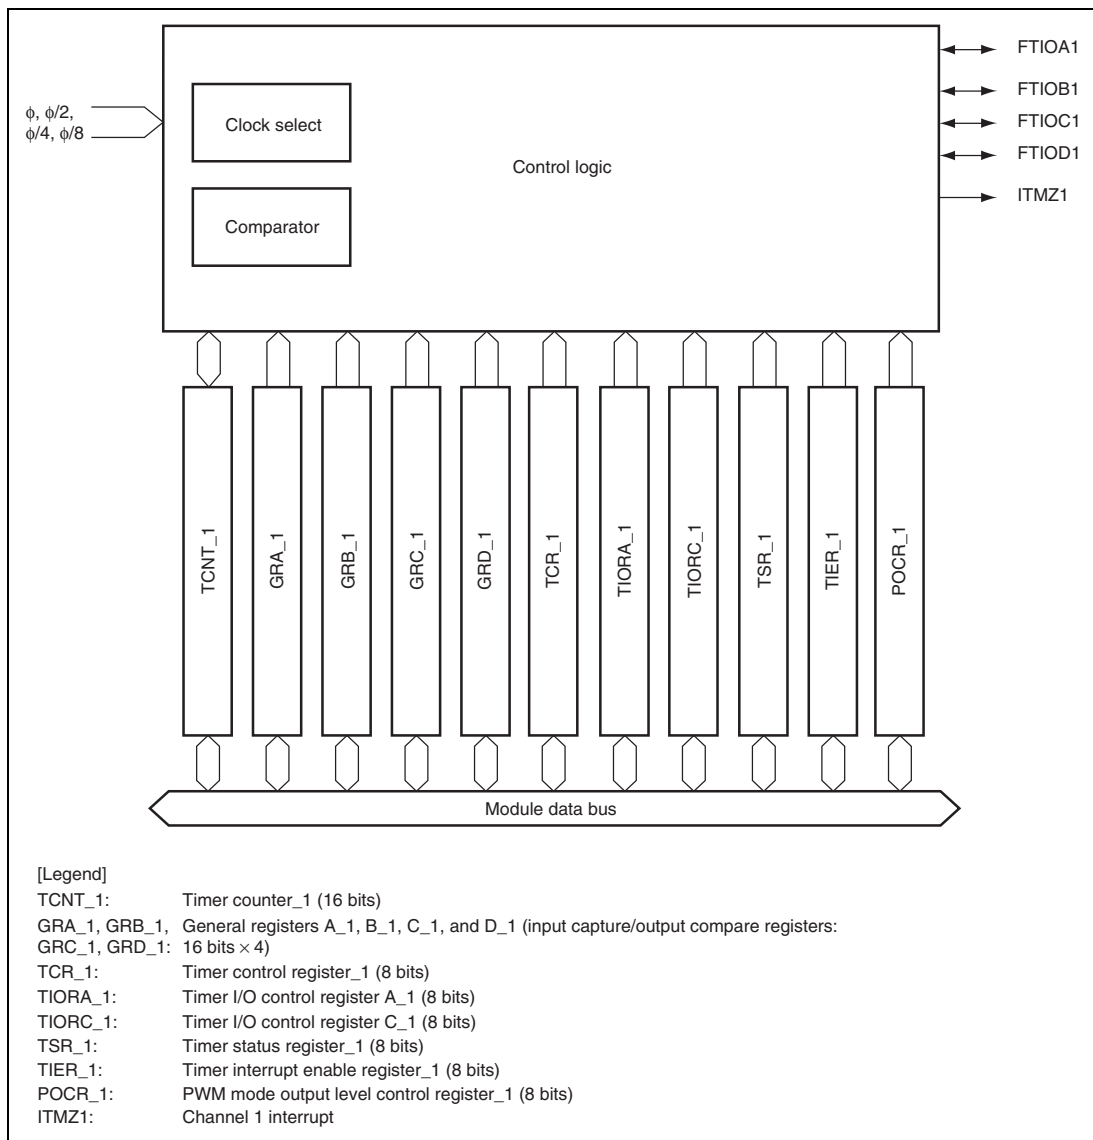 φ, φ/2,
φ/4, φ/8
Clock select
Comparator
Control logic
FTIOA1
FTIOB1
FTIOC1
FTIOD1
ITMZ1
TCNT_1
GRA_1
GRB_1
GRC_1
GRD_1
TCR_1
TIORA_1
TIORC_1
TSR_1
TIER_1
POCR_1
Module data bus
[Legend]
TCNT_1: Timer counter_1 (16 bits)
GRA_1, GRB_1, General registers A_1, B_1, C_1, and D_1 (input capture/output compare registers:
GRC_1, GRD_1: 16 bits × 4)
TCR_1: Timer control register_1 (8 bits)
TIORA_1: Timer I/O control register A_1 (8 bits)
TIORC_1: Timer I/O control register C_1 (8 bits)
TSR_1: Timer status register_1 (8 bits)
TIER_1: Timer interrupt enable register_1 (8 bits)
POCR_1: PWM mode output level control register_1 (8 bits)
ITMZ1: Channel 1 interrupt